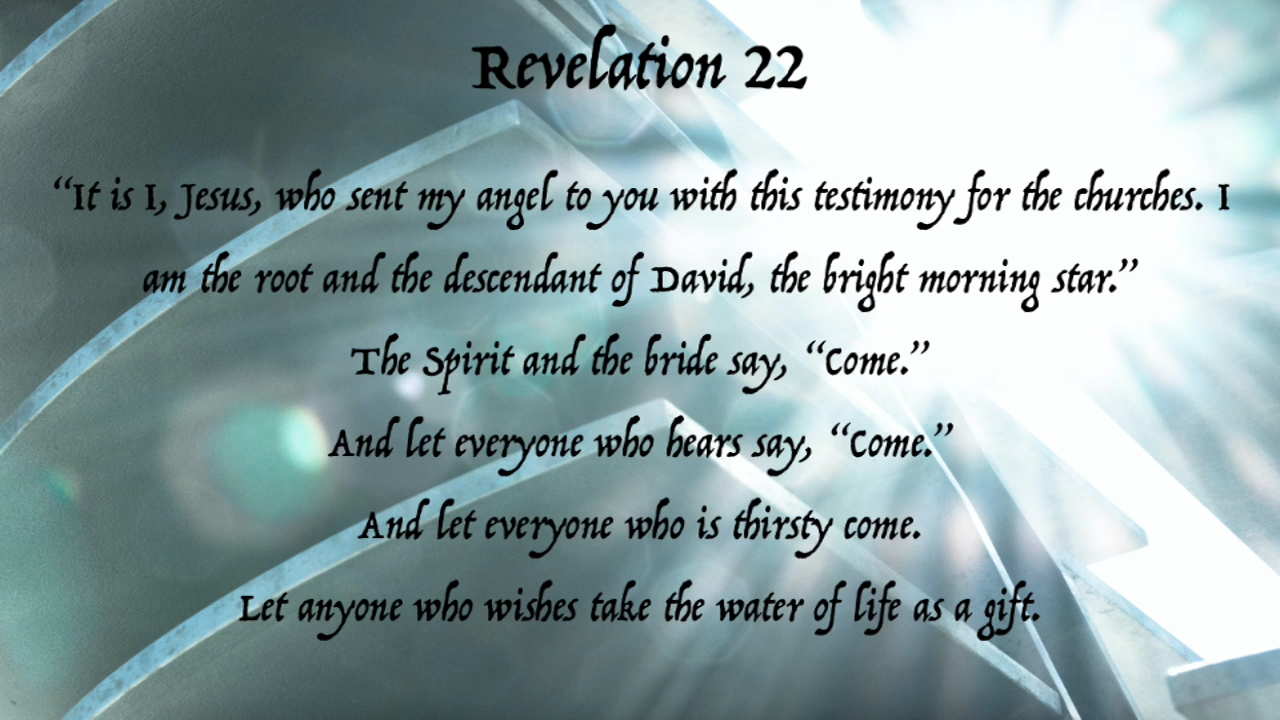 Revelation 22
“It is I, Jesus, who sent my angel to you with this testimony for the churches. I
am the root and the descendant of David, the bright morning star.”
The Spirit and the bride say, “Come.”
And let everyone who hears say, “Come.”
And let everyone who is thirsty come.
Let anyone who wishes take the water of life as a gift.